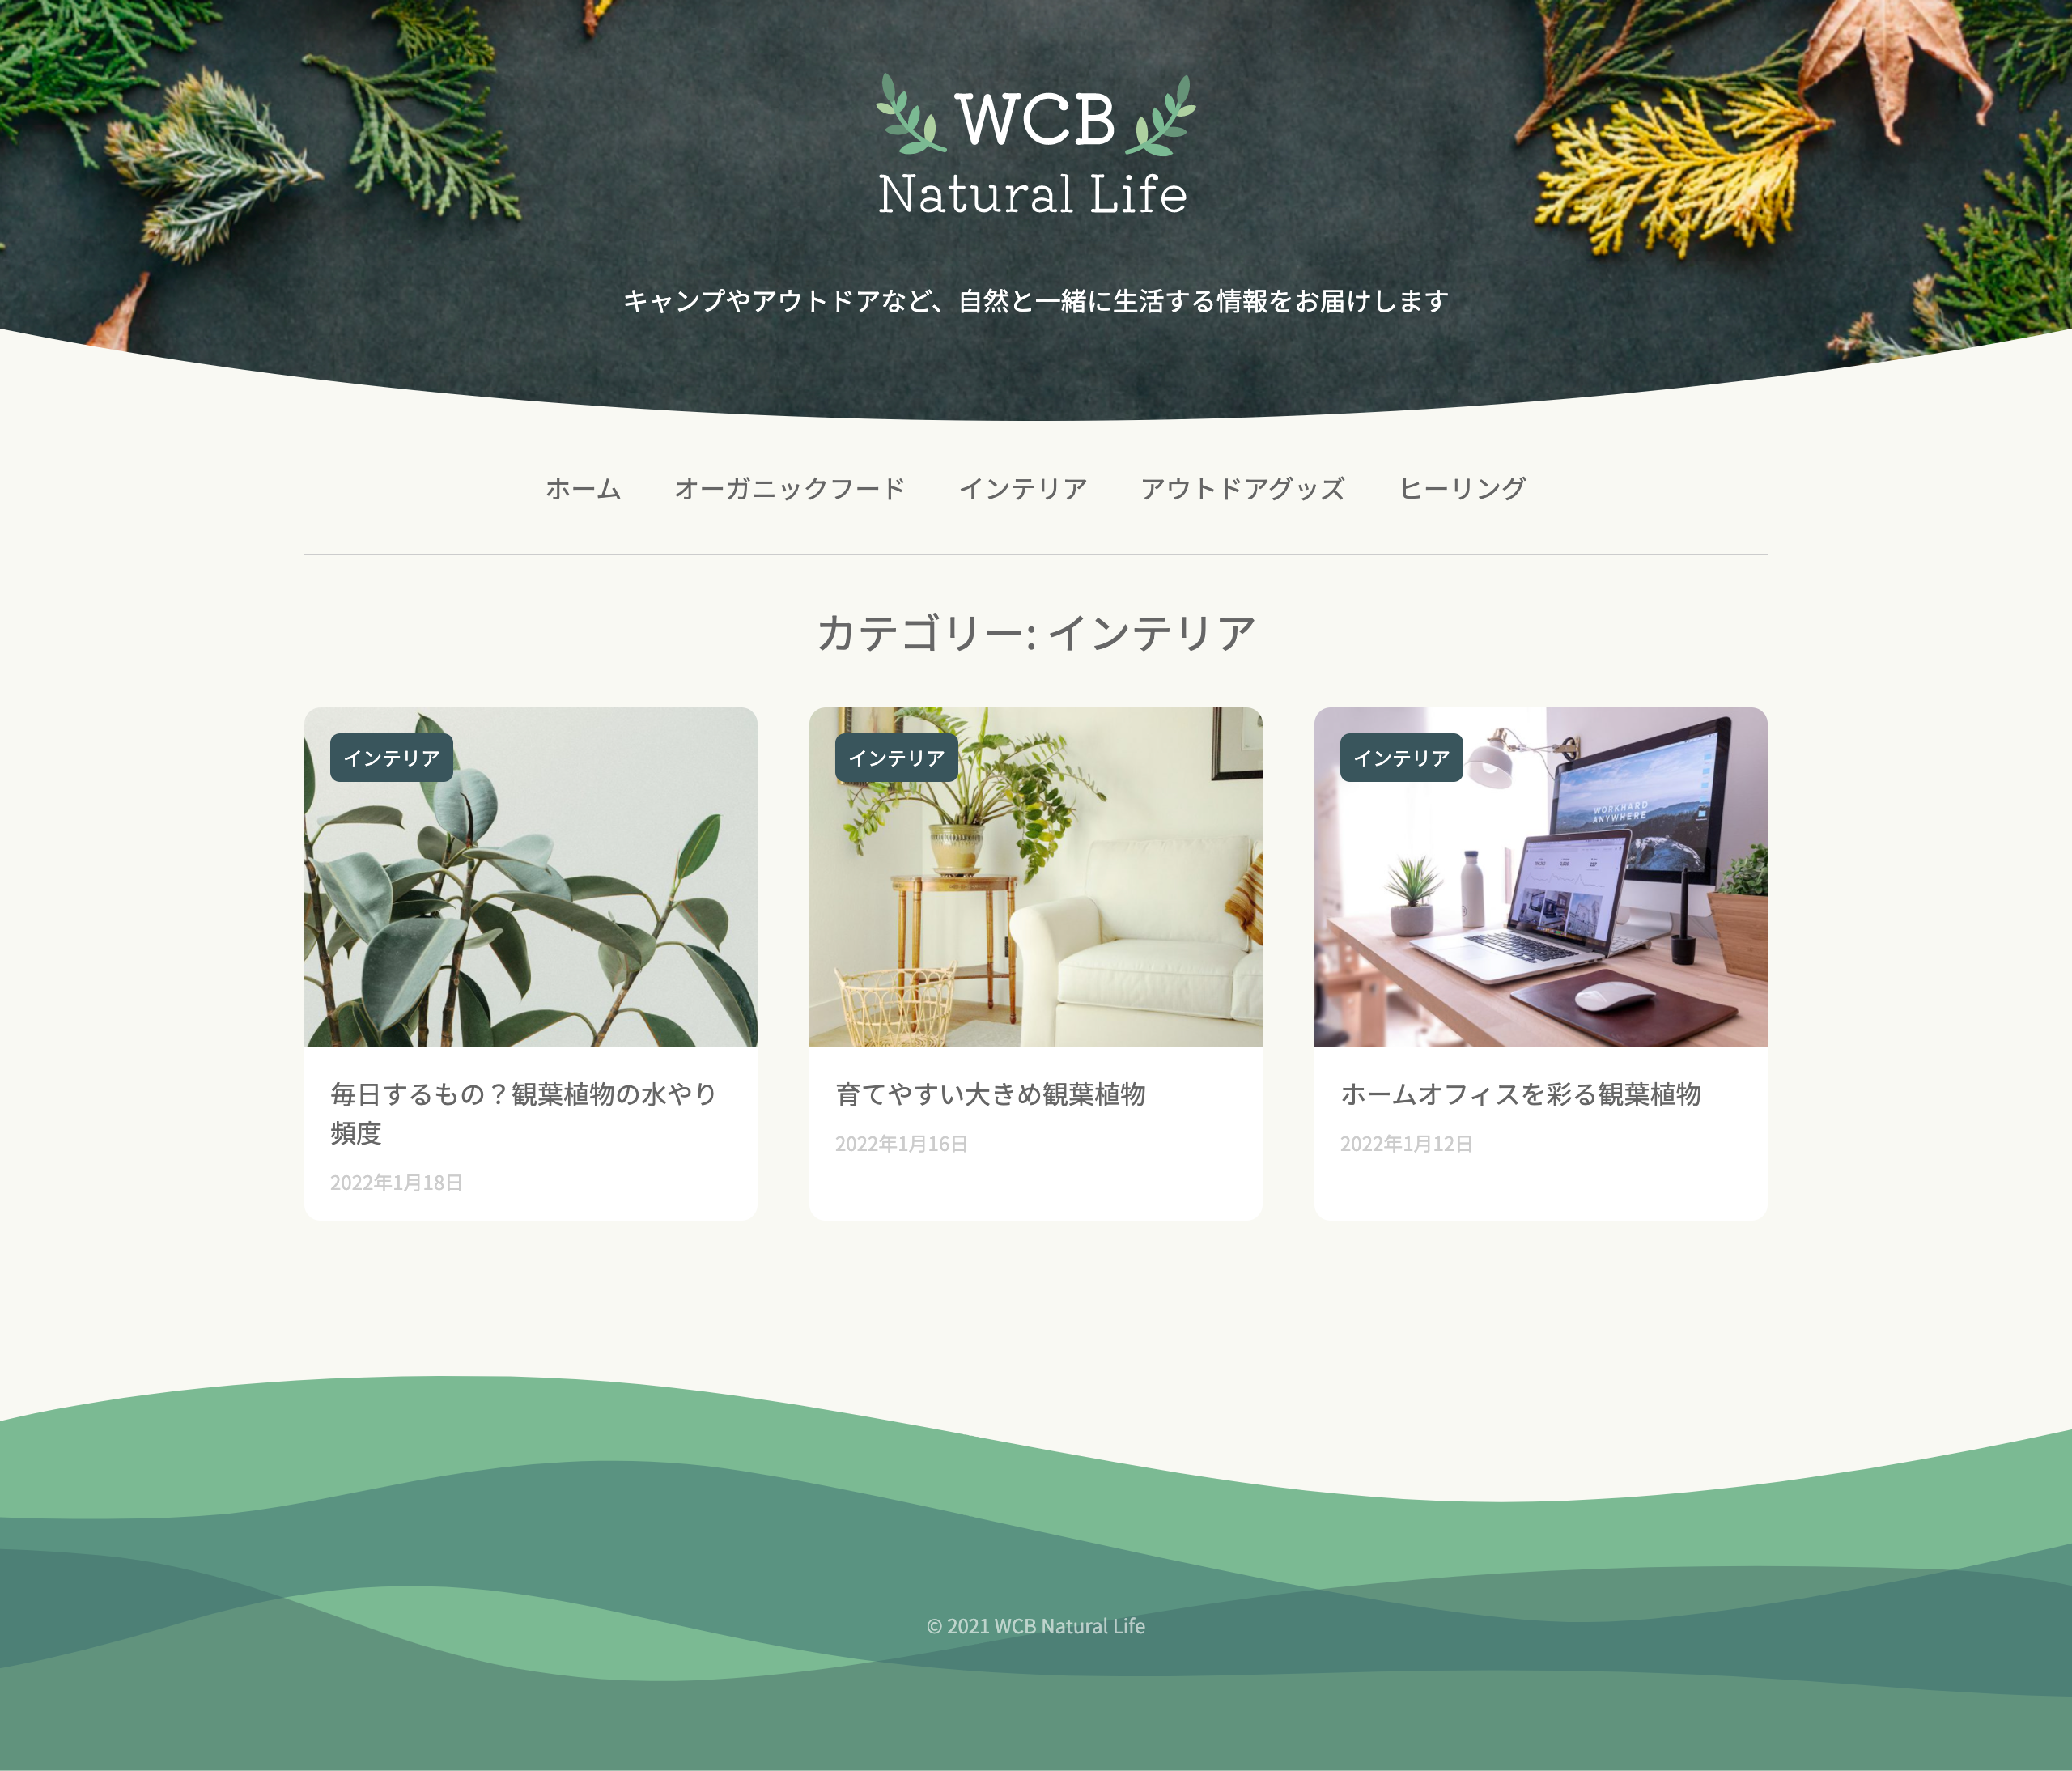 WCB
Natural Life
キャンプやアウトドアなど、自然と一緒に生活する情報をお届けします
ホーム オーガニックフード インテリア アウトドアグッズ ヒーリング
カテゴリー: インテリア
インテリア
毎日するもの？観葉植物の水やり
頻度
2022年1月18日
インテリア
育てやすい大きめ観葉植物
2022年1月16日
インテリア
WORKHARD
ANYWHERE
ホームオフィスを彩る観葉植物
2022年1月12日
© 2021 WCB Natural Life